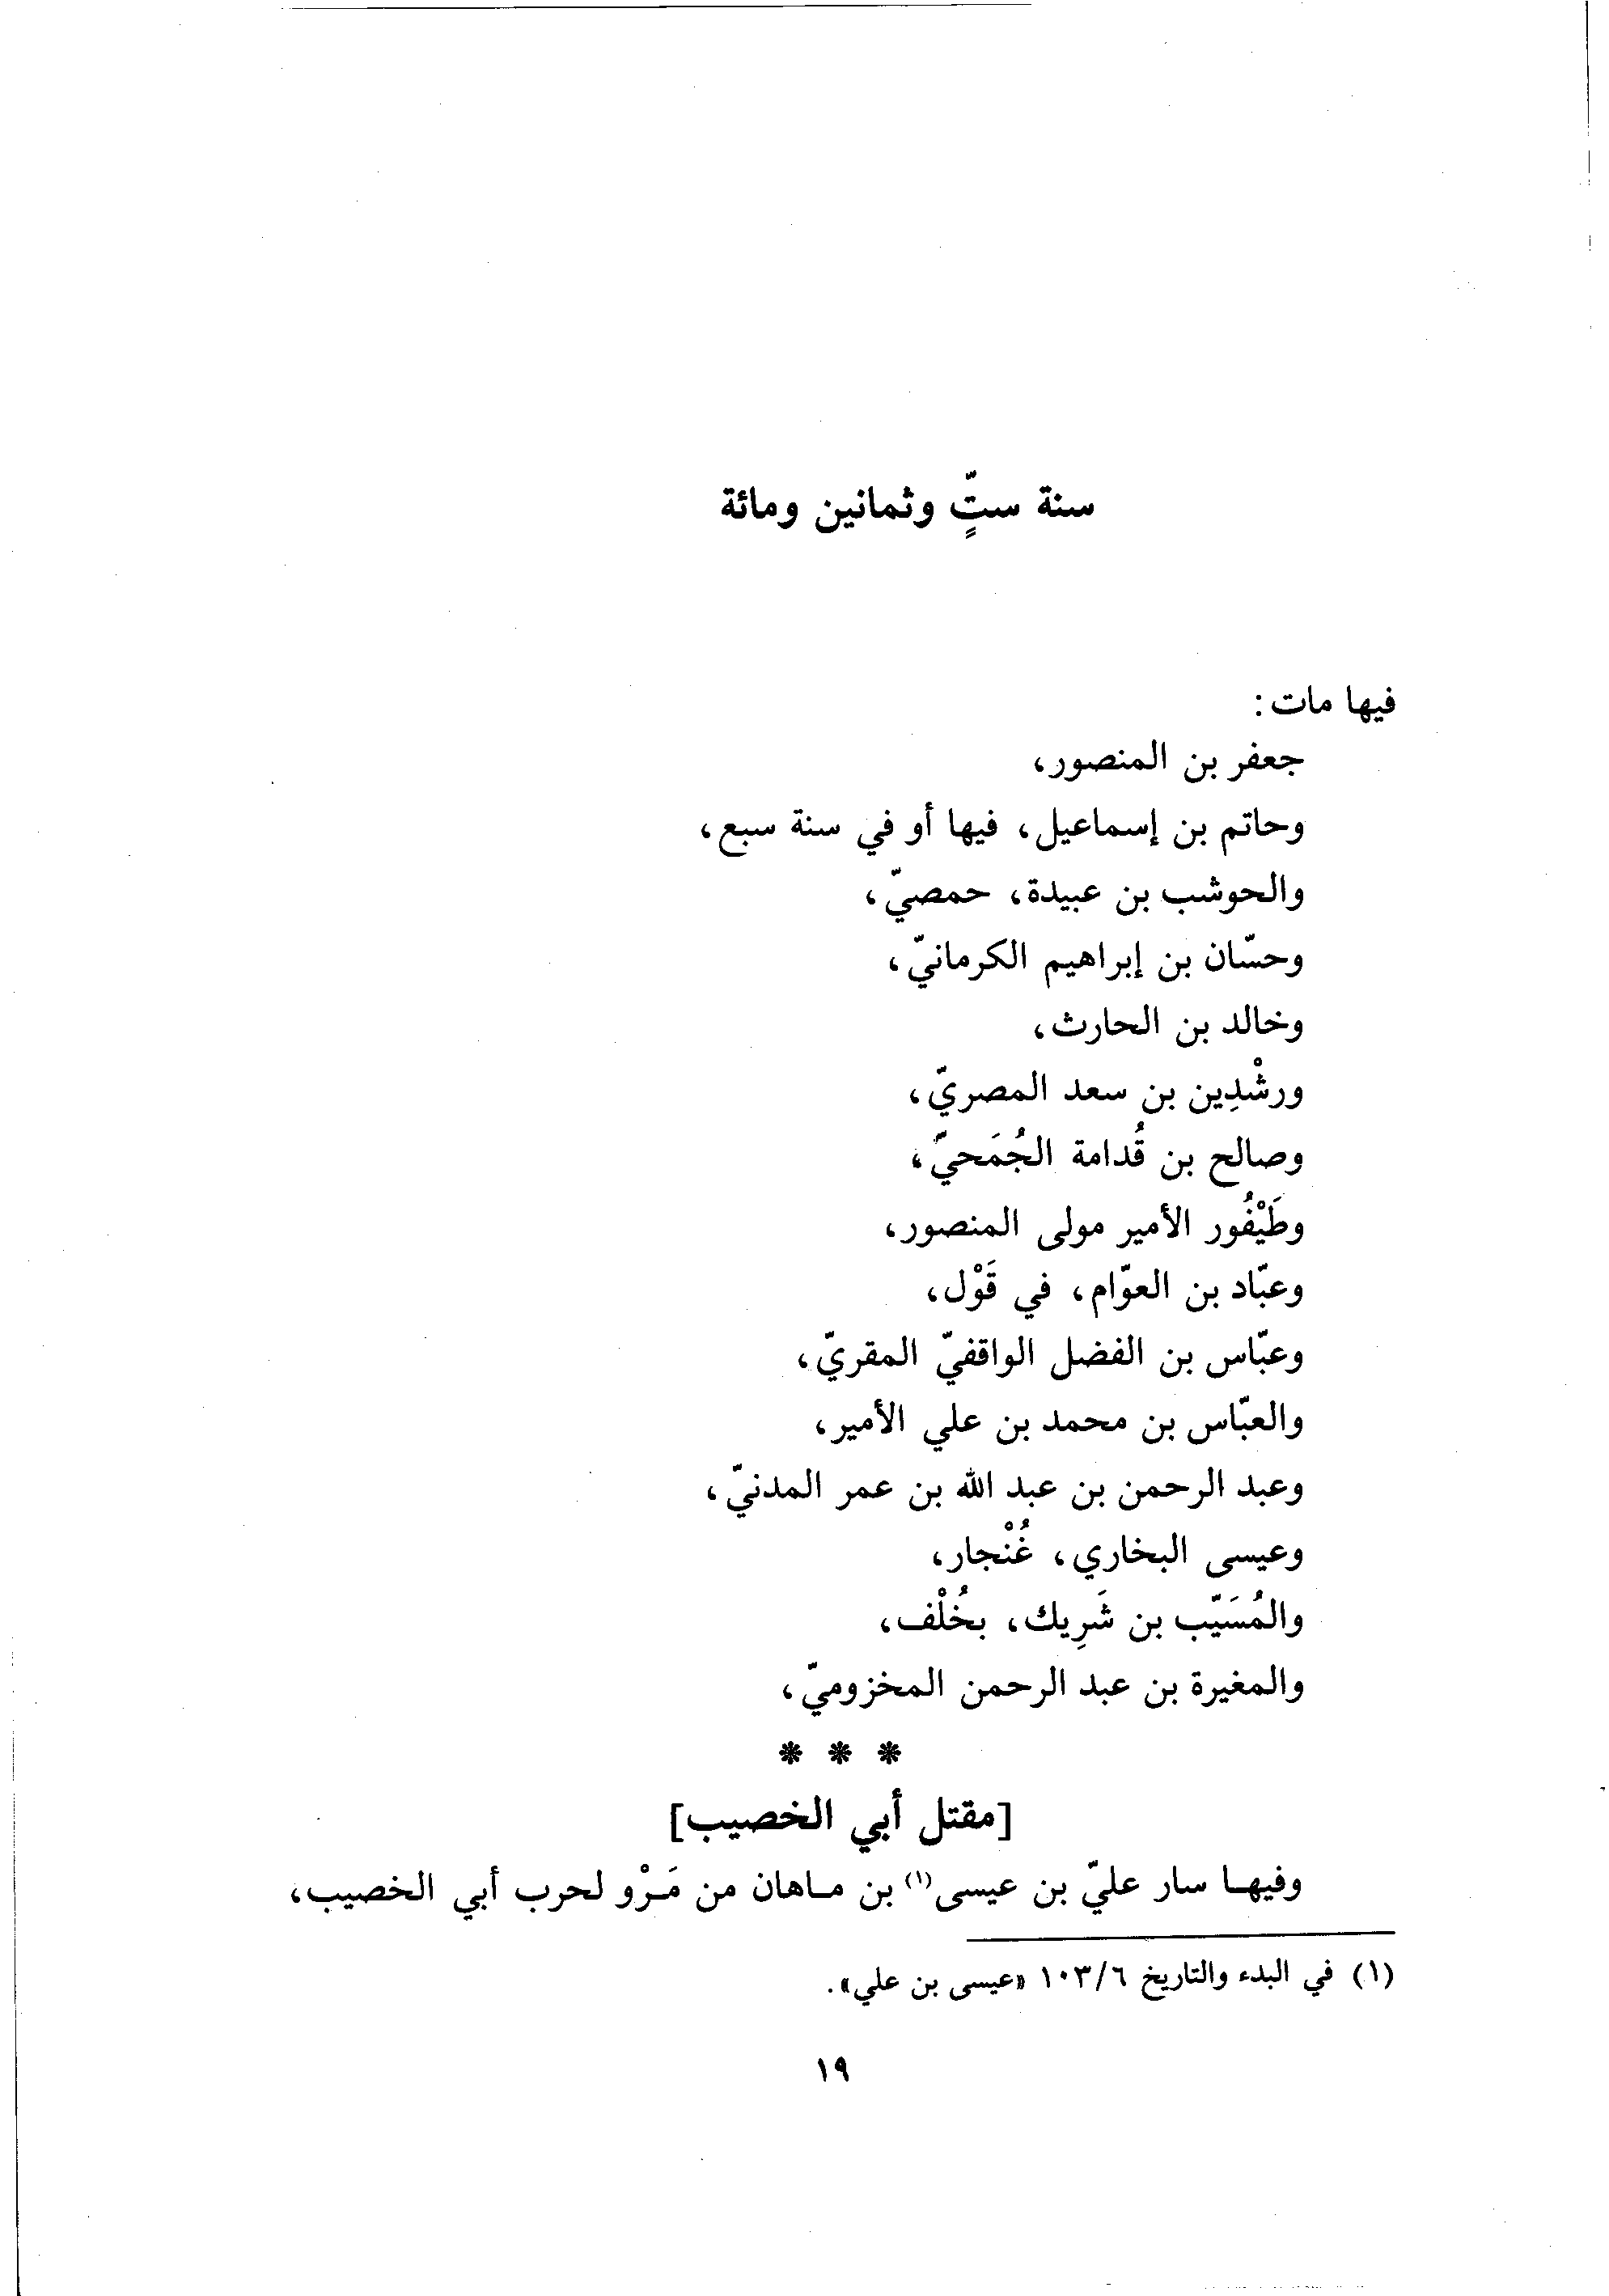 سنة ستٍّ وثمانين ومائة
فيها مات:
جعفر بن المنصور،
وحاتم بن إسماعيل، فيها أو في سنة سبع،
والحوشب بن عبيدة، حمصيّ،
وحسّان بن إبراهيم الكرمانيّ،
وخالد بن الحارث،
ورشْدِين بن سعد المصريّ،
وصالح بن قُدامة الجُمَحيّ،
وطَيْفُور الأمير مولى المنصور،
وعبّاد بن العوّام، في قَوْل،
وعبّاس بن الفضل الواقفيّ المقريّ،
والعبّاس بن محمد بن علي الأمير،
وعبد الرحمن بن عبد الله بن عمر المدنيّ،
وعيسى البخاري، غُنْجار،
والمُسَيّب بن شَرِيك، بخُلْف،
والمغيرة بن عبد الرحمن المخزوميّ،
* * *
[مقتل أبي الخصيب]
وفيها سار عليّ بن عيسى(١) بن ماهان من مَرْو لحرب أبي الخصيب،
(١) في البدء والتاريخ ١٠٣/٦ «عيسى بن علي».
١٩